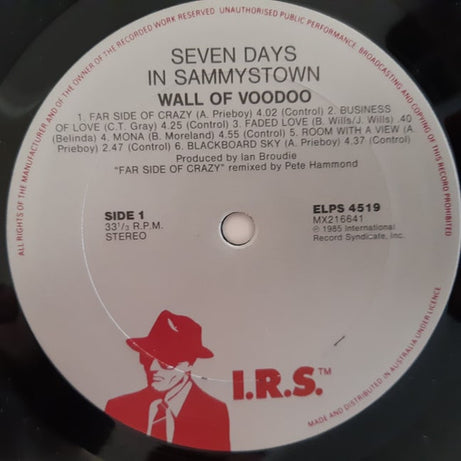 ALL RIGHTS OF THE MANUFACTURER AND OF THE OWNER OF THE RECORDED WORK RESERVED. UNAUTHORISED PUBLIC PERFORMANCE, BROADCASTING AND COPYING OF THIS RECORD PROHIBITED
SEVEN DAYS
IN SAMMYSTOWN
WALL OF VOODOO
1. FAR SIDE OF CRAZY (A. Prieboy) 4.02 (Control) 2. BUSINESS
OF LOVE (C.T. Gray) 4.25 (Control) 3. FADED LOVE (B. Wills/J. Wills) .40
(Belinda) 4. MONA (B. Moreland) 4.55 (Control) 5. ROOM WITH A VIEW (A.
Prieboy) 2.47 (Control) 6. BLACKBOARD SKY (A. Prieboy) 4.37 (Control)
Produced by Ian Broudie
"FAR SIDE OF CRAZY" remixed by Pete Hammond
SIDE 1
33⅓ R.P.M.
STEREO
ELPS 4519
MX216641
℗ 1985 International
Record Syndicate, Inc.
I.R.S.™
MADE AND DISTRIBUTED IN AUSTRALIA UNDER LICENCE